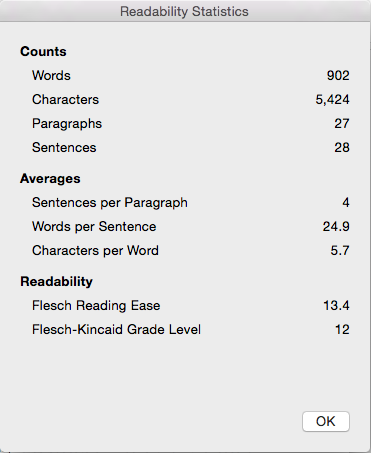 Readability Statistics
Counts
Words 902
Characters 5,424
Paragraphs 27
Sentences 28
Averages
Sentences per Paragraph 4
Words per Sentence 24.9
Characters per Word 5.7
Readability
Flesch Reading Ease 13.4
Flesch-Kincaid Grade Level 12
OK